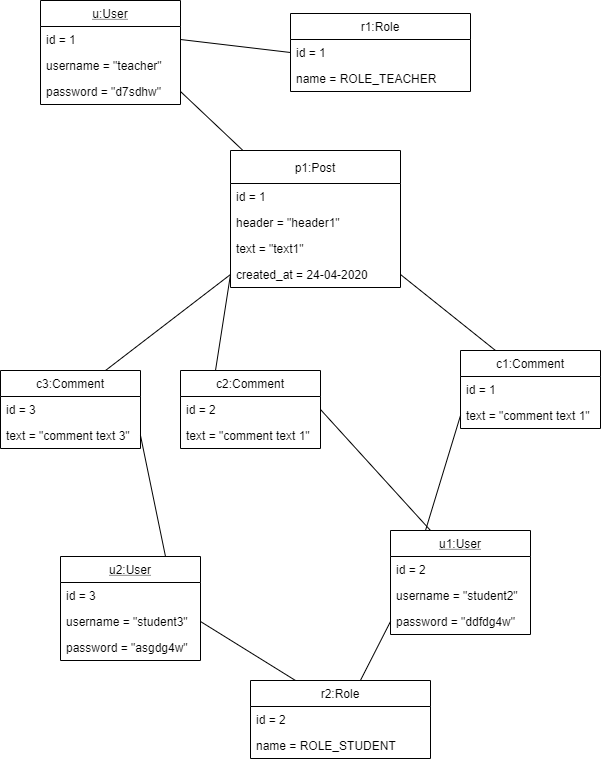 u:User
id = 1
username = "teacher"
password = "d7sdhw"
r1:Role
id = 1
name = ROLE_TEACHER
p1:Post
id = 1
header = "header1"
text = "text1"
created_at = 24-04-2020
c3:Comment
id = 3
text = "comment text 3"
c2:Comment
id = 2
text = "comment text 1"
c1:Comment
id = 1
text = "comment text 1"
u2:User
id = 3
username = "student3"
password = "asgdg4w"
u1:User
id = 2
username = "student2"
password = "ddfdg4w"
r2:Role
id = 2
name = ROLE_STUDENT